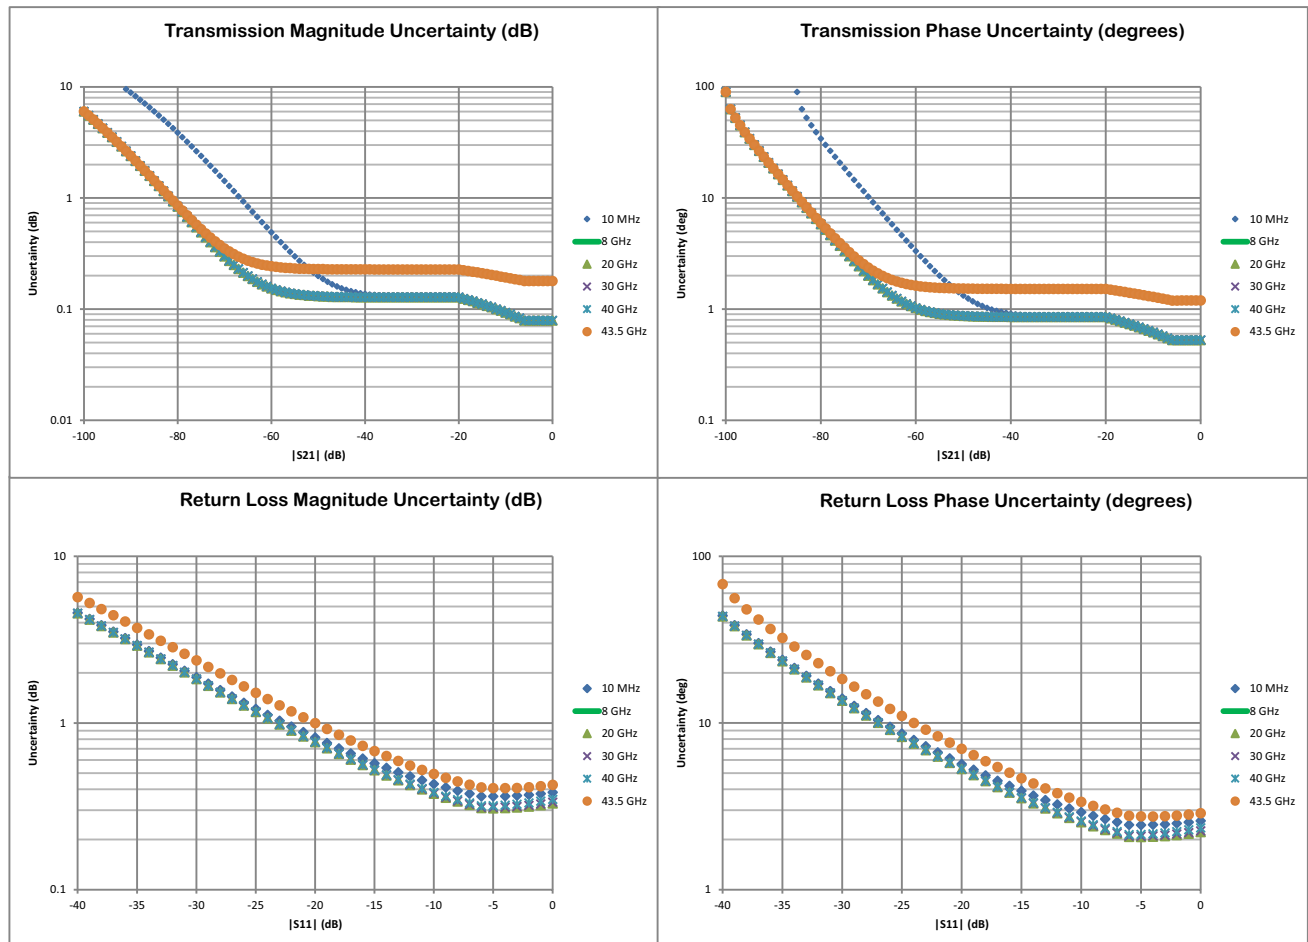 Transmission Magnitude Uncertainty (dB)
10
1
0.1
0.01
Uncertainty (dB)
-100
-80
-60
-40
-20
0
|S21| (dB)
10 MHz
8 GHz
20 GHz
30 GHz
40 GHz
43.5 GHz
Transmission Phase Uncertainty (degrees)
100
10
1
0.1
Uncertainty (deg)
-100
-80
-60
-40
-20
0
|S21| (dB)
10 MHz
8 GHz
20 GHz
30 GHz
40 GHz
43.5 GHz
Return Loss Magnitude Uncertainty (dB)
10
1
0.1
Uncertainty (dB)
-40
-35
-30
-25
-20
-15
-10
-5
0
|S11| (dB)
10 MHz
8 GHz
20 GHz
30 GHz
40 GHz
43.5 GHz
Return Loss Phase Uncertainty (degrees)
100
10
1
Uncertainty (deg)
-40
-35
-30
-25
-20
-15
-10
-5
0
|S11| (dB)
10 MHz
8 GHz
20 GHz
30 GHz
40 GHz
43.5 GHz